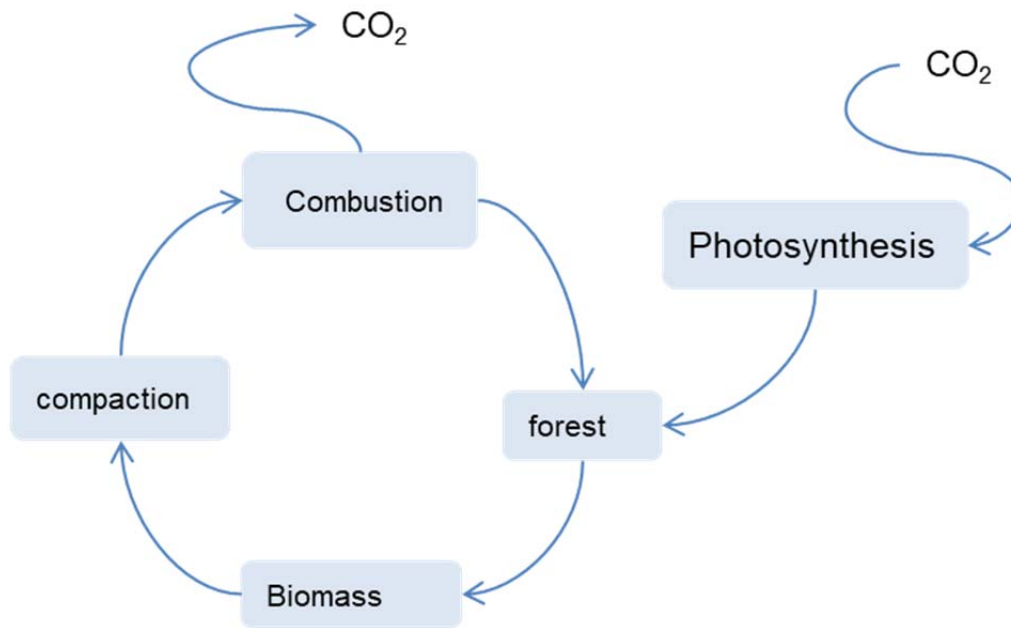 CO₂
CO₂
Combustion
Photosynthesis
compaction
forest
Biomass